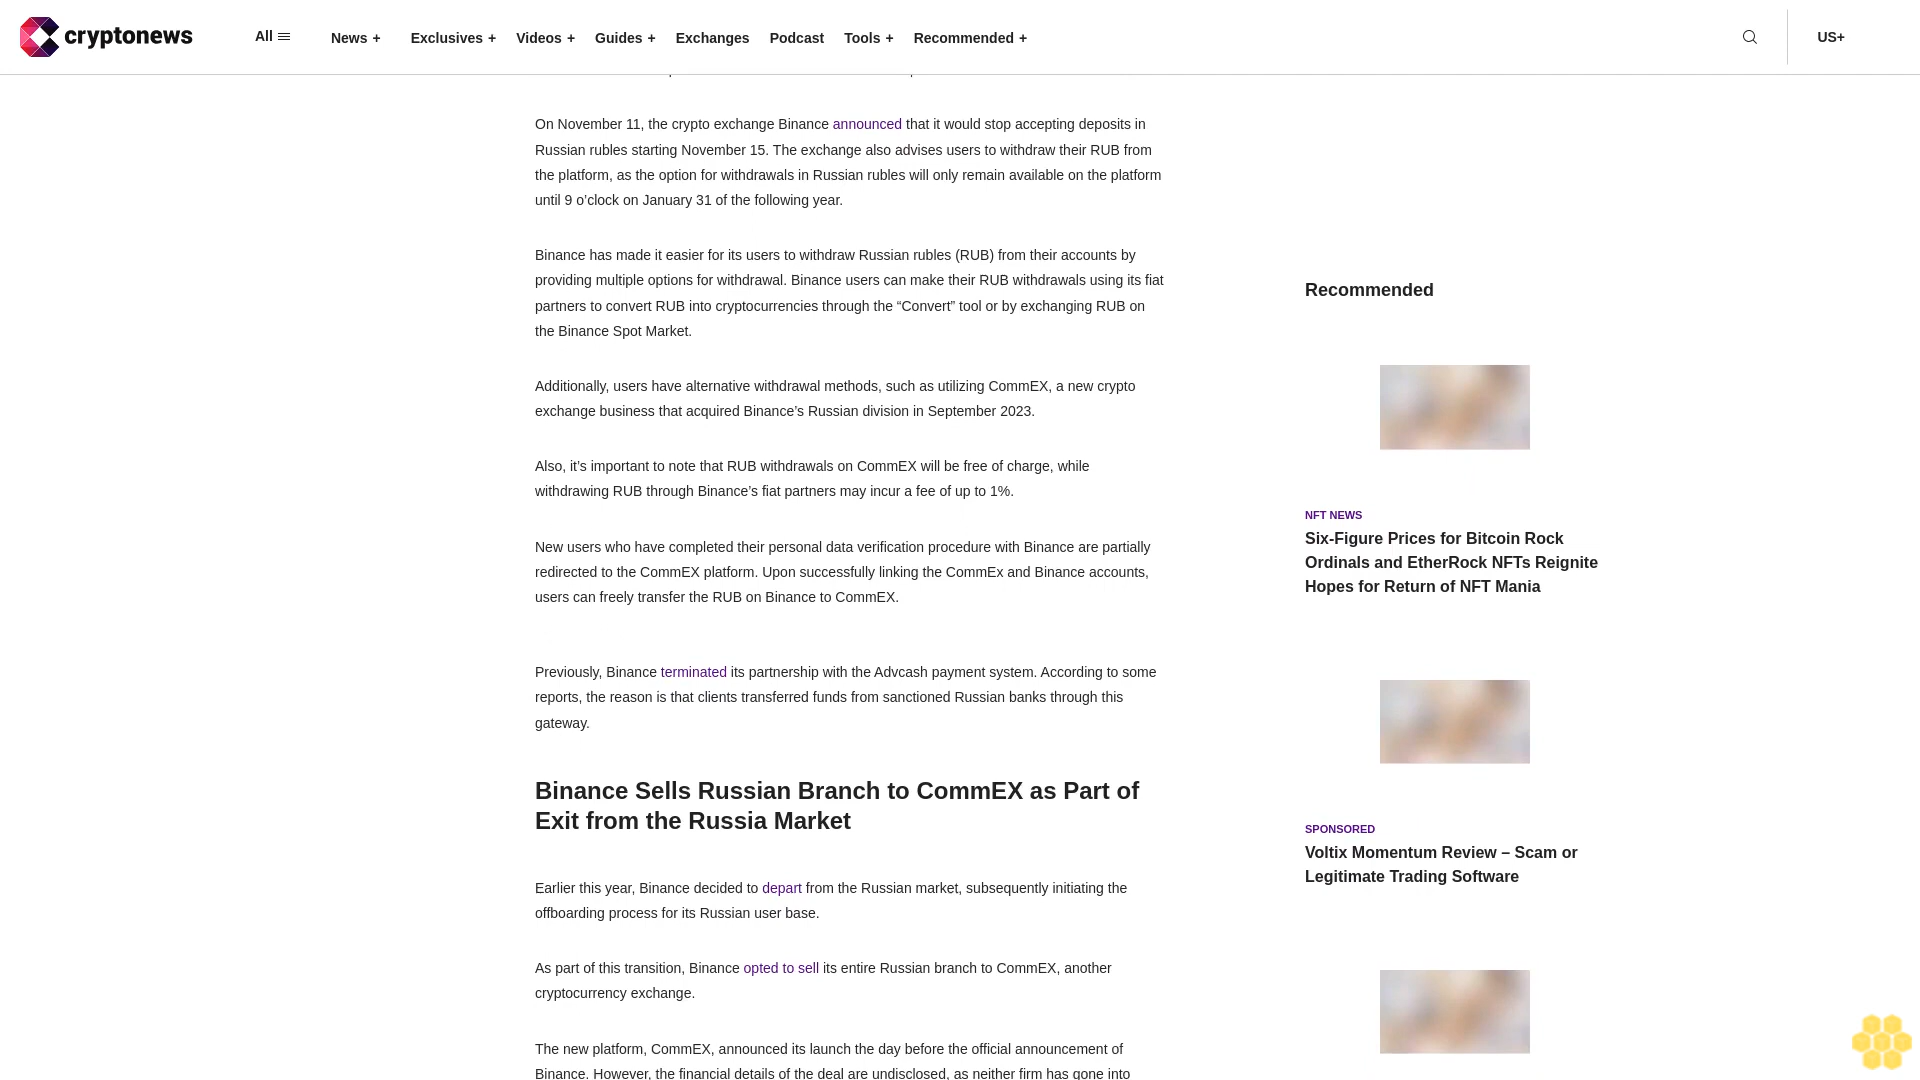 cryptonews
All
News +
Exclusives +
Videos +
Guides +
Exchanges
Podcast
Tools +
Recommended +
US+
On November 11, the crypto exchange Binance announced that it would stop accepting deposits in
Russian rubles starting November 15. The exchange also advises users to withdraw their RUB from
the platform, as the option for withdrawals in Russian rubles will only remain available on the platform
until 9 o’clock on January 31 of the following year.
Binance has made it easier for its users to withdraw Russian rubles (RUB) from their accounts by
providing multiple options for withdrawal. Binance users can make their RUB withdrawals using its fiat
partners to convert RUB into cryptocurrencies through the “Convert” tool or by exchanging RUB on
the Binance Spot Market.
Additionally, users have alternative withdrawal methods, such as utilizing CommEX, a new crypto
exchange business that acquired Binance’s Russian division in September 2023.
Also, it’s important to note that RUB withdrawals on CommEX will be free of charge, while
withdrawing RUB through Binance’s fiat partners may incur a fee of up to 1%.
New users who have completed their personal data verification procedure with Binance are partially
redirected to the CommEX platform. Upon successfully linking the CommEx and Binance accounts,
users can freely transfer the RUB on Binance to CommEX.
Previously, Binance terminated its partnership with the Advcash payment system. According to some
reports, the reason is that clients transferred funds from sanctioned Russian banks through this
gateway.
Binance Sells Russian Branch to CommEX as Part of
Exit from the Russia Market
Earlier this year, Binance decided to depart from the Russian market, subsequently initiating the
offboarding process for its Russian user base.
As part of this transition, Binance opted to sell its entire Russian branch to CommEX, another
cryptocurrency exchange.
The new platform, CommEX, announced its launch the day before the official announcement of
Binance. However, the financial details of the deal are undisclosed, as neither firm has gone into
Recommended
NFT NEWS
Six-Figure Prices for Bitcoin Rock
Ordinals and EtherRock NFTs Reignite
Hopes for Return of NFT Mania
SPONSORED
Voltix Momentum Review – Scam or
Legitimate Trading Software